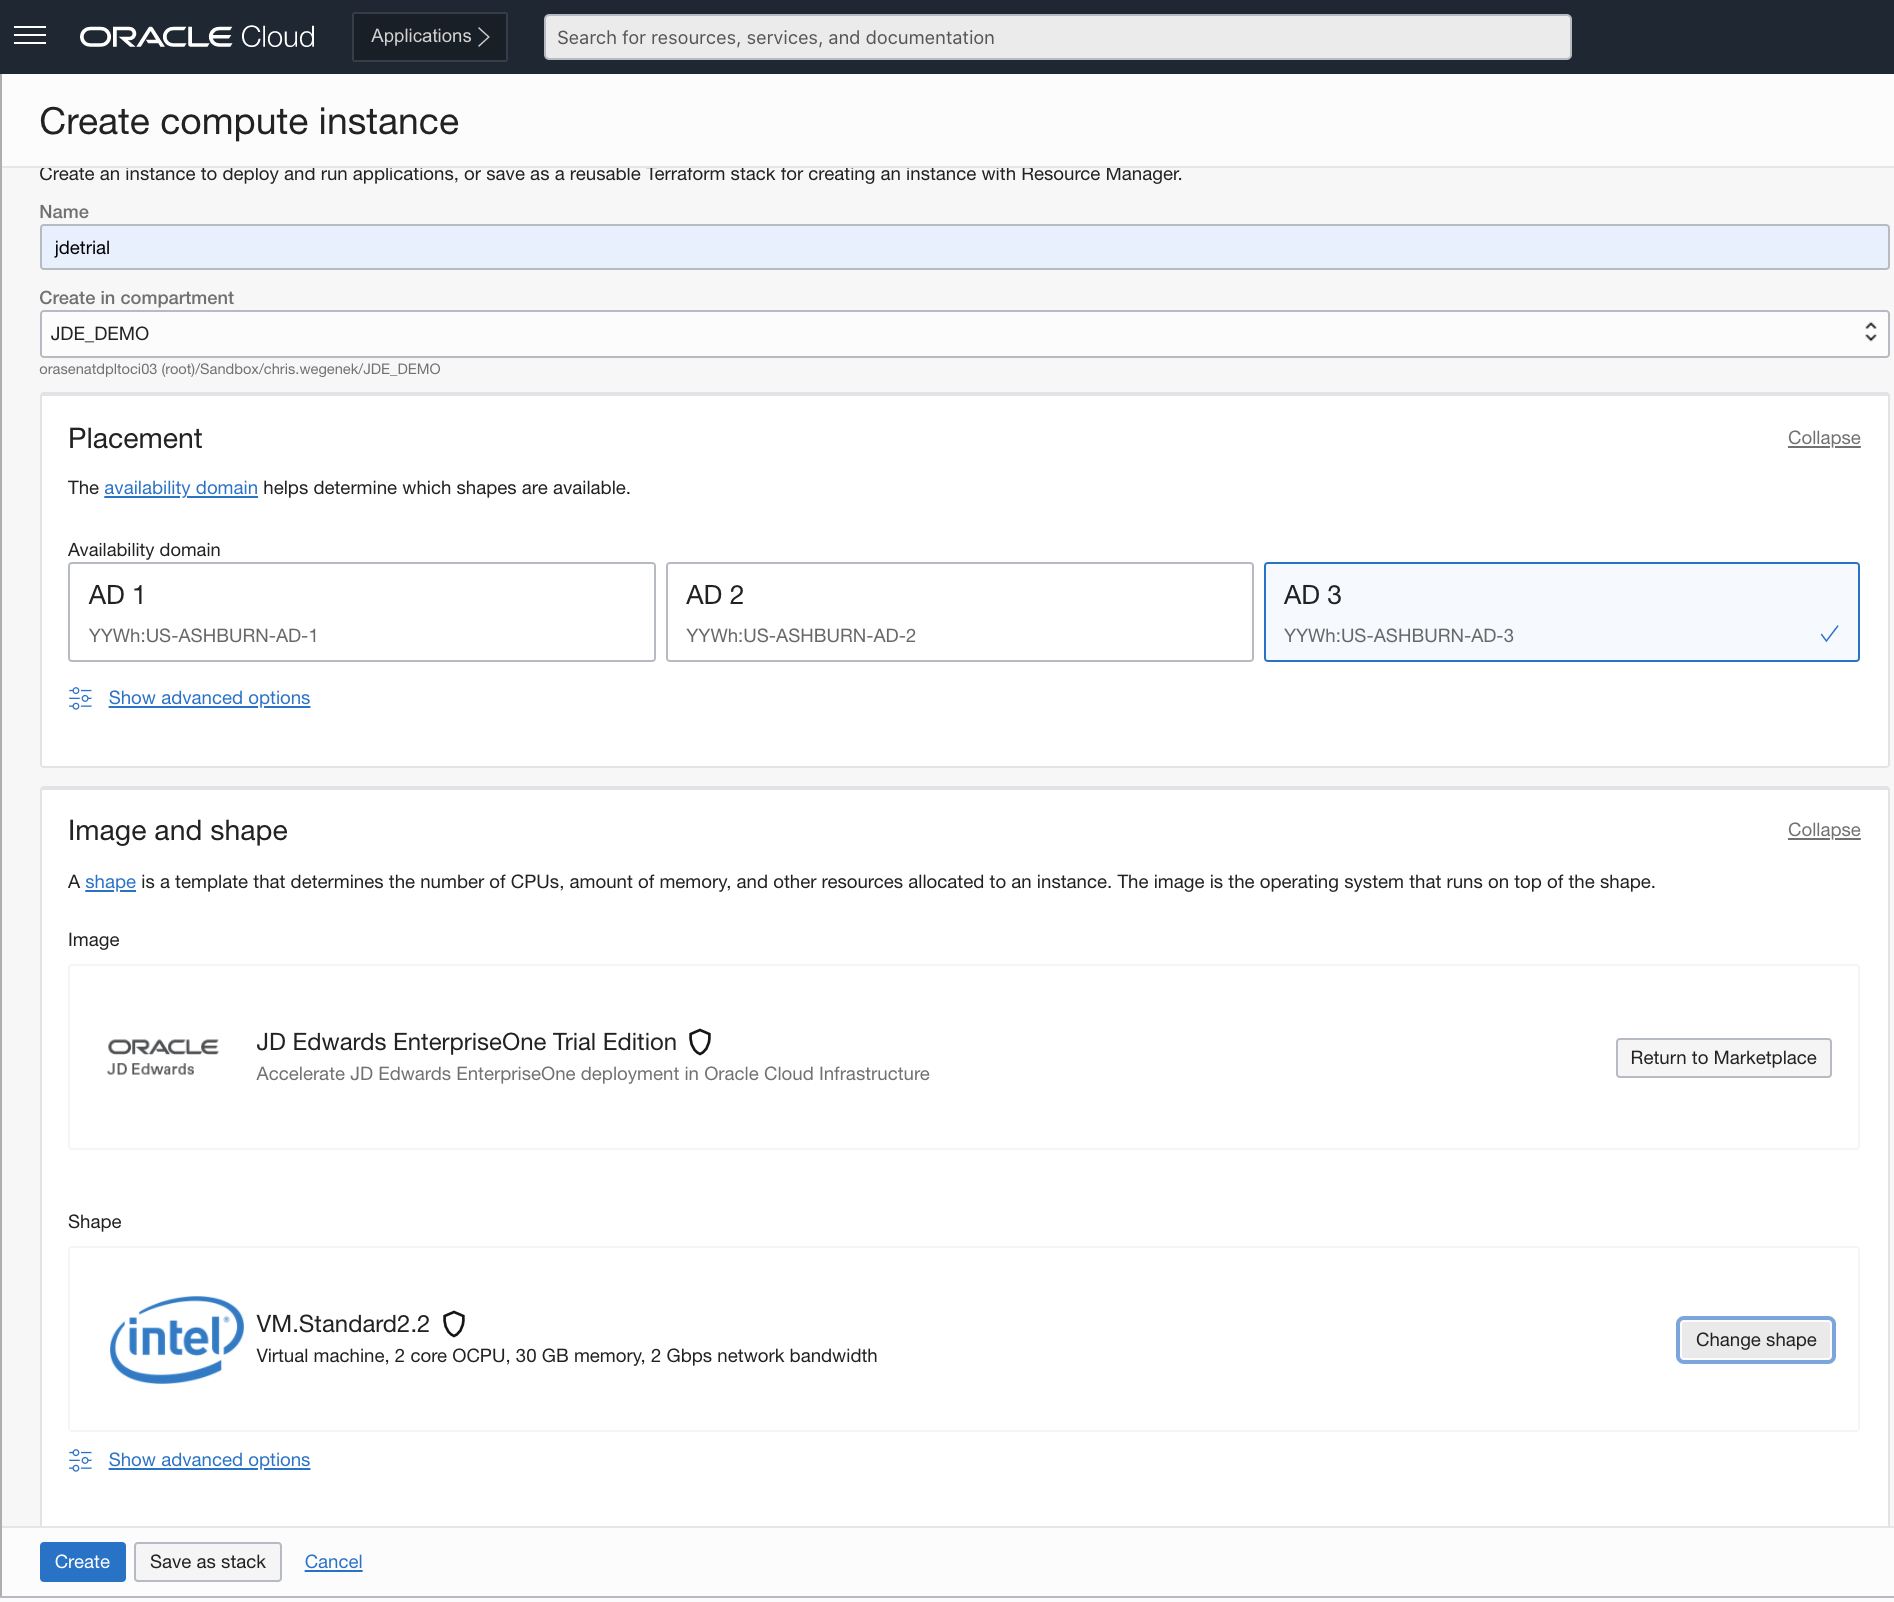 ORACLE Cloud
Applications
Search for resources, services, and documentation
Create compute instance
Create an instance to deploy and run applications, or save as a reusable Terraform stack for creating an instance with Resource Manager.
Name
jdetrial
Create in compartment
JDE_DEMO
orasenatdpltoci03 (root)/Sandbox/chris.wegenek/JDE_DEMO
Placement
Collapse
The availability domain helps determine which shapes are available.
Availability domain
AD 1
YYWh:US-ASHBURN-AD-1
AD 2
YYWh:US-ASHBURN-AD-2
AD 3
YYWh:US-ASHBURN-AD-3
Show advanced options
Image and shape
Collapse
A shape is a template that determines the number of CPUs, amount of memory, and other resources allocated to an instance. The image is the operating system that runs on top of the shape.
Image
ORACLE
JD Edwards
JD Edwards EnterpriseOne Trial Edition
Accelerate JD Edwards EnterpriseOne deployment in Oracle Cloud Infrastructure
Return to Marketplace
Shape
intel®
VM.Standard2.2
Virtual machine, 2 core OCPU, 30 GB memory, 2 Gbps network bandwidth
Change shape
Show advanced options
Create
Save as stack
Cancel